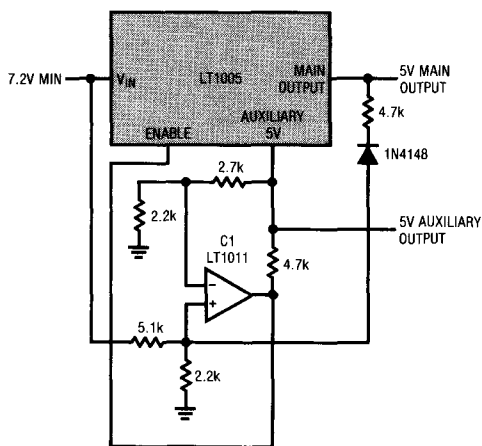 7.2V MIN
VIN
LT1005
MAIN
OUTPUT
5V MAIN
OUTPUT
ENABLE
AUXILIARY
5V
4.7k
1N4148
2.7k
2.2k
C1
LT1011
5V AUXILIARY
OUTPUT
4.7k
−
+
5.1k
2.2k